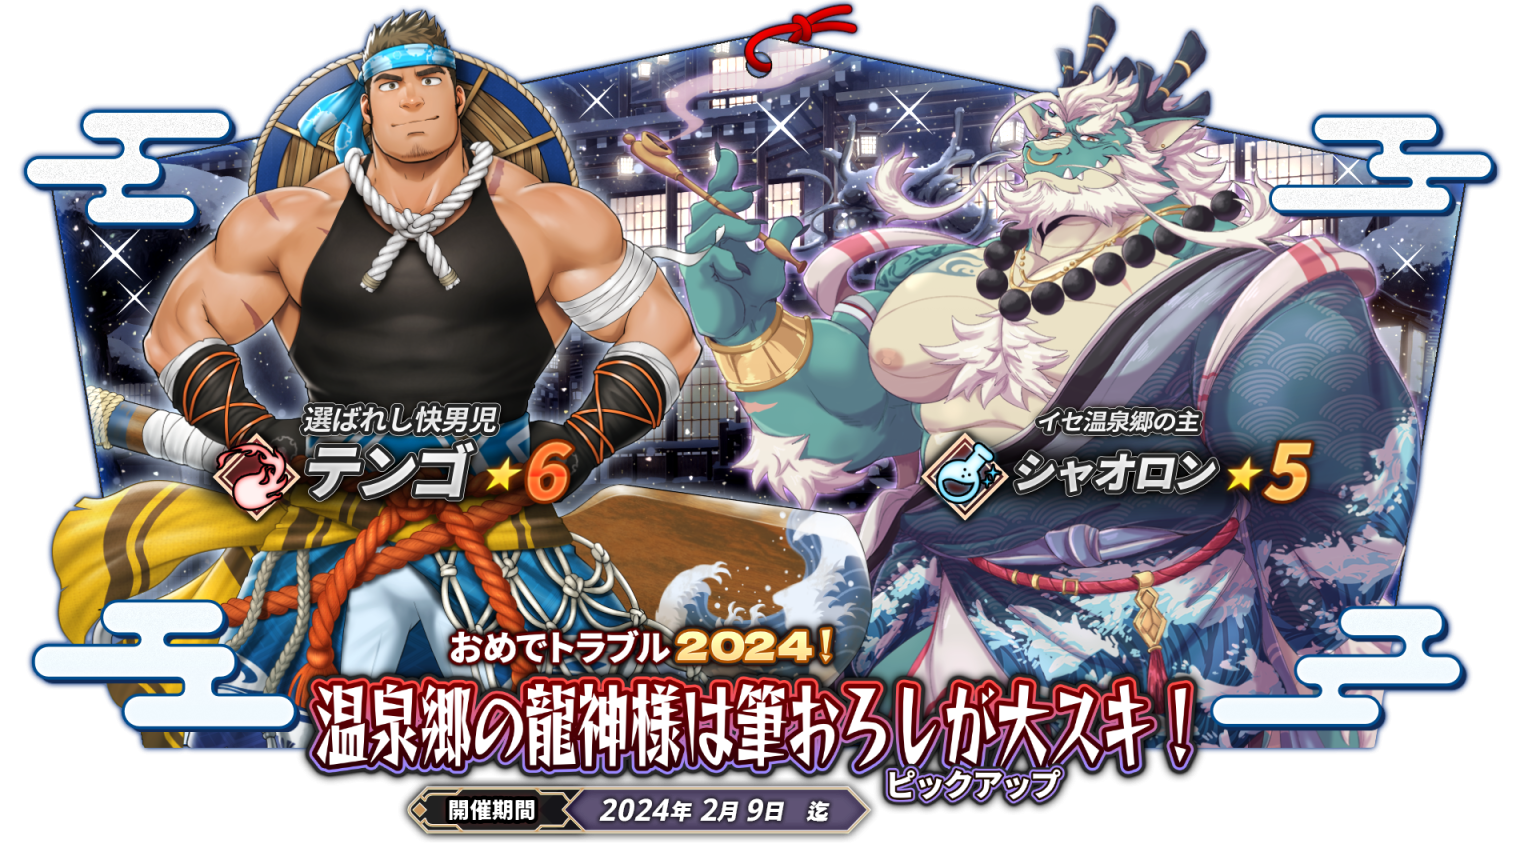 選ばれし快男児
テンゴ★6
イセ温泉郷の主
シャオロン★5
おめでトラブル2024!
温泉郷の龍神様は筆おろしが大スキ!
ピックアップ
開催期間 2024年 2月 9日 迄